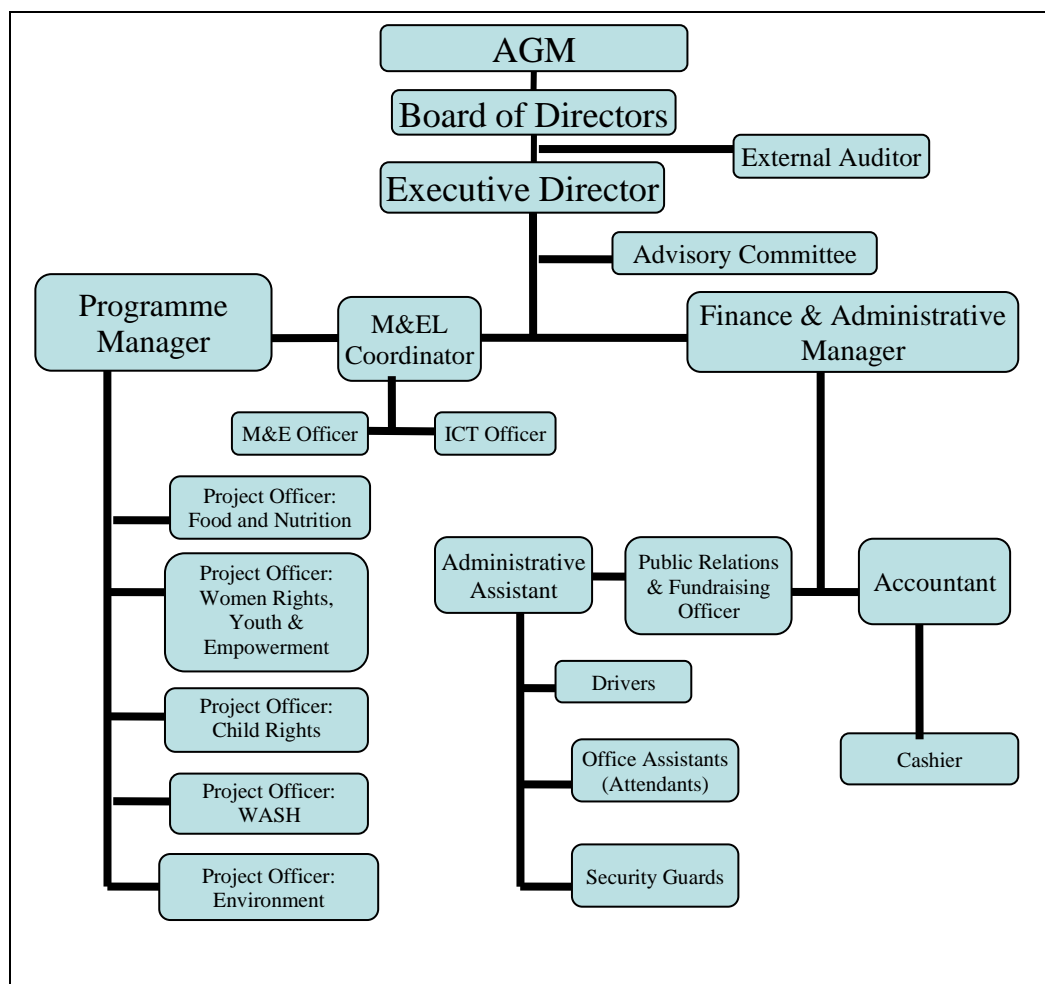 AGM
Board of Directors
External Auditor
Executive Director
Advisory Committee
Programme
Manager
M&EL
Coordinator
Finance & Administrative
Manager
M&E Officer
ICT Officer
Project Officer:
Food and Nutrition
Project Officer:
Women Rights,
Youth &
Empowerment
Project Officer:
Child Rights
Project Officer:
WASH
Project Officer:
Environment
Administrative
Assistant
Public Relations
& Fundraising
Officer
Accountant
Drivers
Office Assistants
(Attendants)
Security Guards
Cashier